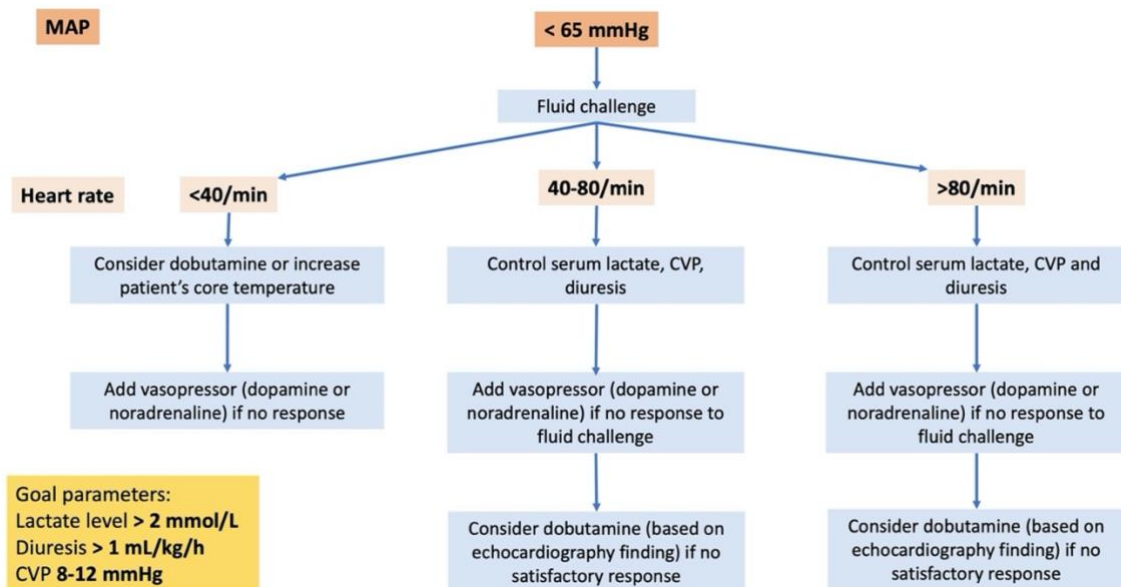 MAP
< 65 mmHg
Fluid challenge
Heart rate
<40/min
40-80/min
>80/min
Consider dobutamine or increase
patient's core temperature
Control serum lactate, CVP,
diuresis
Control serum lactate, CVP and
diuresis
Add vasopressor (dopamine or
noradrenaline) if no response
Add vasopressor (dopamine or
noradrenaline) if no response to
fluid challenge
Add vasopressor (dopamine or
noradrenaline) if no response to
fluid challenge
Consider dobutamine (based on
echocardiography finding) if no
satisfactory response
Consider dobutamine (based on
echocardiography finding) if no
satisfactory response
Goal parameters:
Lactate level > 2 mmol/L
Diuresis > 1 mL/kg/h
CVP 8-12 mmHg